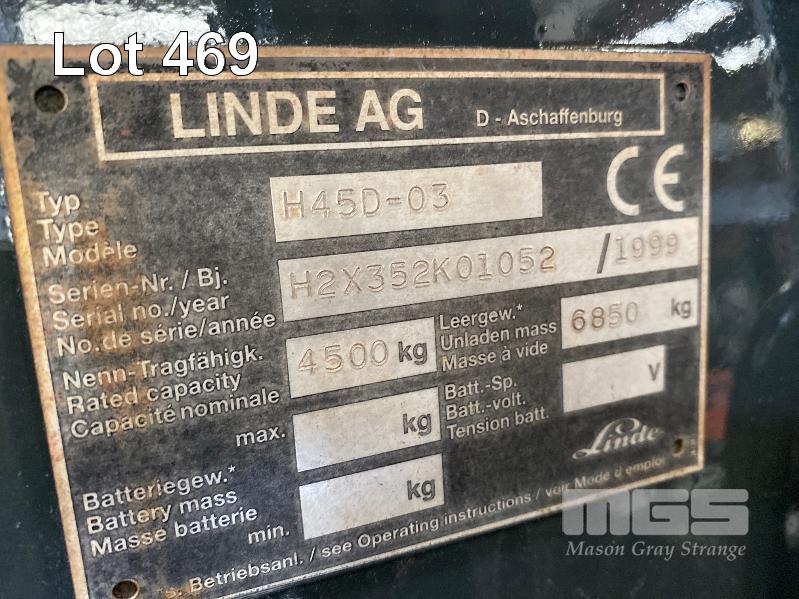 Lot 469
LINDE AG D - Aschaffenburg
Typ
Type
Modèle
H45D-03
CE
Serien-Nr. / Bj.
Serial no./year
No.de série/année
H2X352K01052 / 1999
Nenn-Tragfähigk.
Rated capacity
Capacité nominale
4500 kg
Leergew.*
Unladen mass
Masse à vide
6850 kg
max. kg
Batt.-Sp.
Batt.-volt.
Tension batt.
V
Batteriegew.*
Battery mass
Masse batterie
min. kg
Linde
s. Betriebsanl. / see Operating instructions / voir Mode d'emploi
MGS
Mason Gray Strange